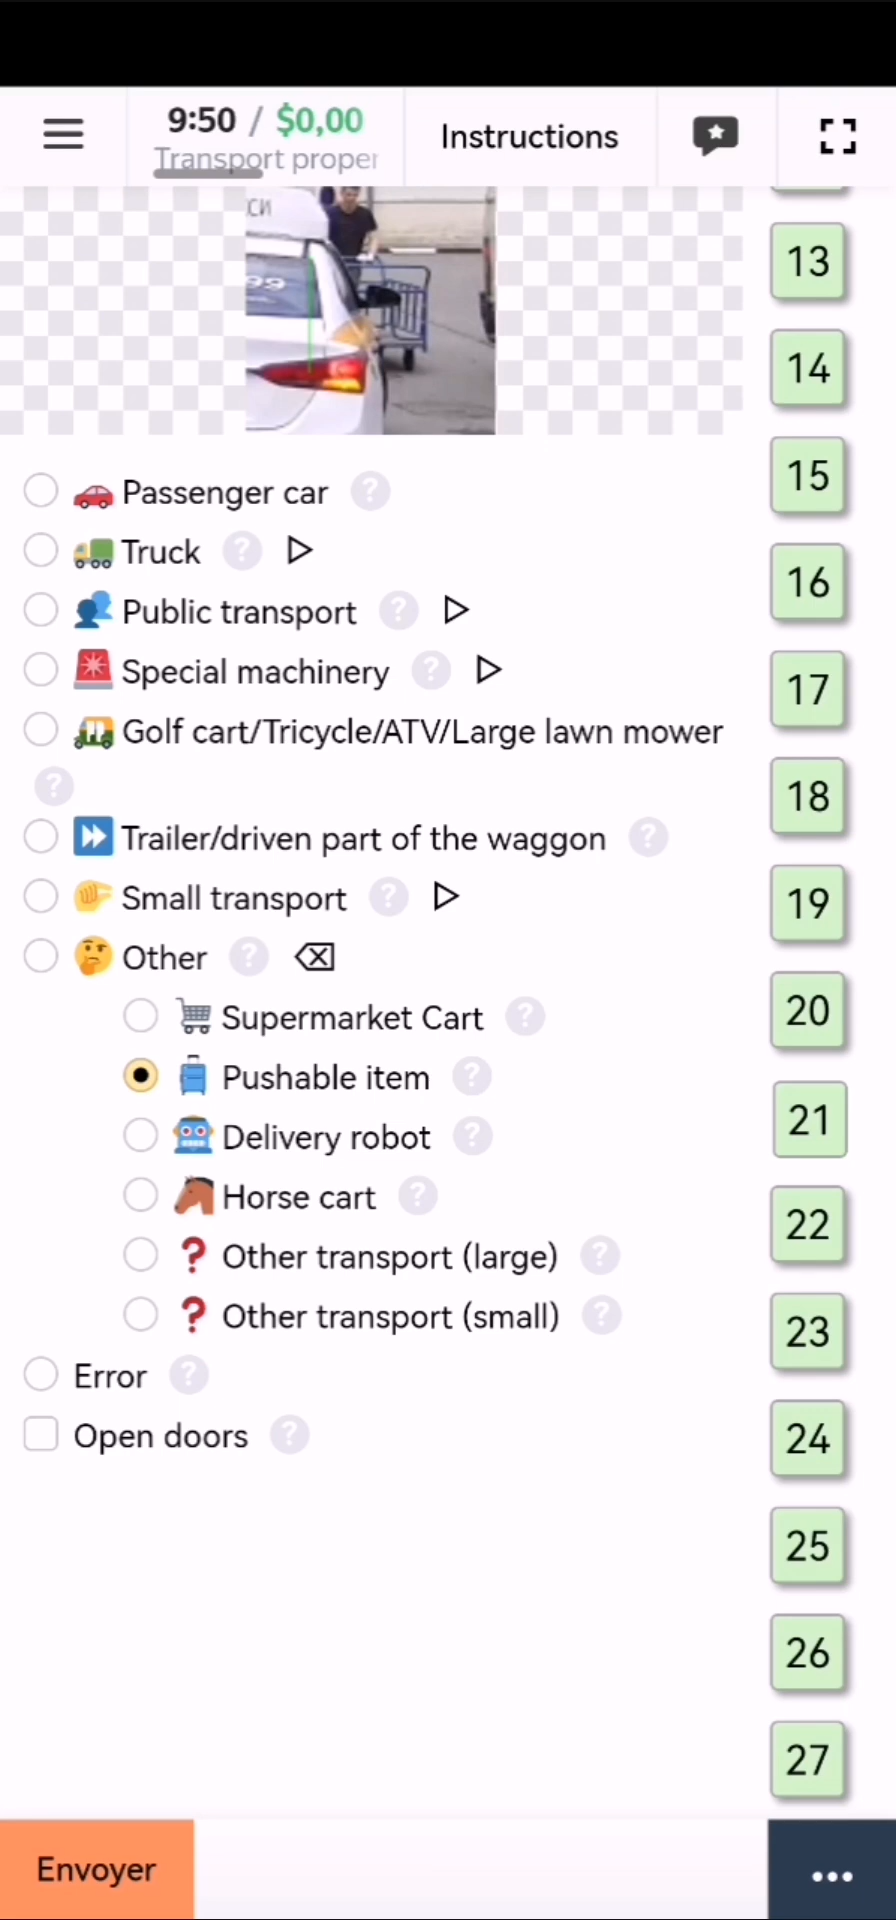 9:50 / $0,00
Transport proper
Instructions
СИ
99
13
14
15
16
17
18
19
20
21
22
23
24
25
26
27
Passenger car ?
Truck ?
Public transport ?
Special machinery ?
Golf cart/Tricycle/ATV/Large lawn mower
?
Trailer/driven part of the waggon ?
Small transport ?
Other ?
Supermarket Cart ?
Pushable item ?
Delivery robot ?
Horse cart ?
Other transport (large) ?
Other transport (small) ?
Error ?
Open doors ?
Envoyer